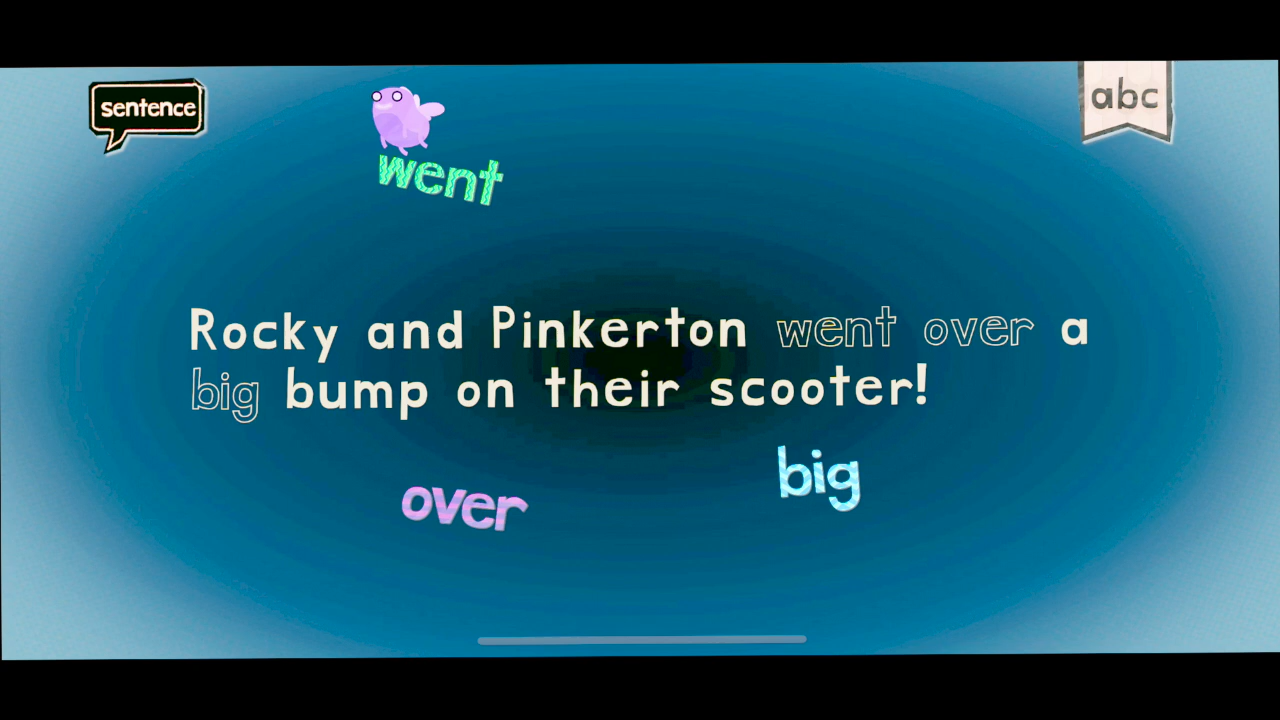 sentence
abc
went
Rocky and Pinkerton went over a
big bump on their scooter!
big
over